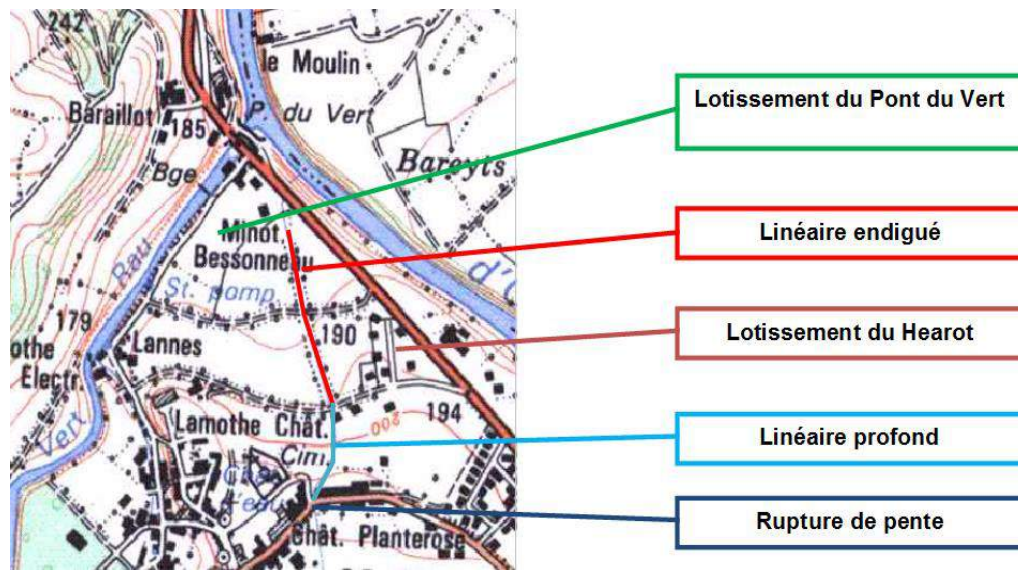 242
le Moulin
Baraillot
185
P. du Vert
Bge
Bareyts
Minot
Bessonneau
St. pomp.
179
190
Lannes
Electr.
Vert
194
200
Lamothe Chât.
Cim.
Chât. Planterose
Lotissement du Pont du Vert
Linéaire endigué
Lotissement du Hearot
Linéaire profond
Rupture de pente